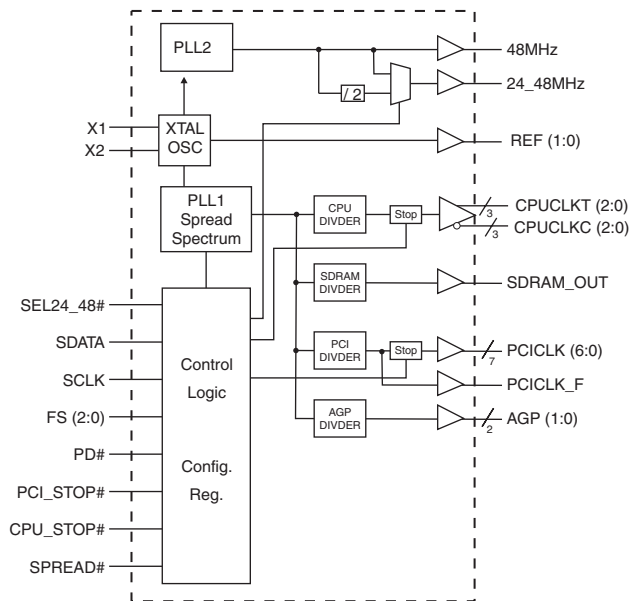 PLL2
48MHz
/ 2
24_48MHz
X1
X2
XTAL
OSC
REF (1:0)
PLL1
Spread
Spectrum
CPU
DIVDER
Stop
3
CPUCLKT (2:0)
3
CPUCLKC (2:0)
SDRAM
DIVDER
SDRAM_OUT
SEL24_48#
SDATA
SCLK
FS (2:0)
PD#
PCI_STOP#
CPU_STOP#
SPREAD#
Control
Logic
Config.
Reg.
PCI
DIVDER
Stop
7
PCICLK (6:0)
PCICLK_F
AGP
DIVDER
2
AGP (1:0)